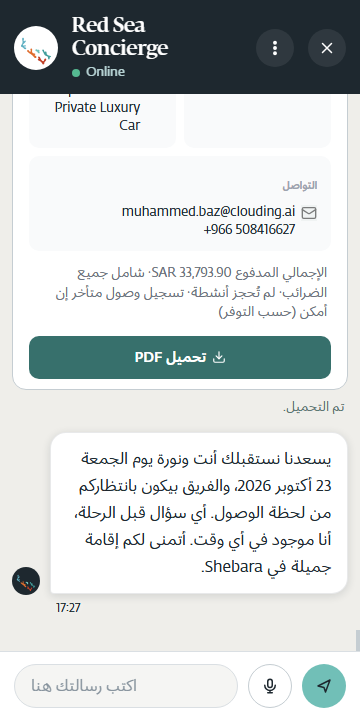 Red Sea
Concierge
Online
Private Luxury
Car
التواصل
muhammed.baz@clouding.ai
+966 508416627
الإجمالي المدفوع SAR 33,793.90· شامل جميع
الضرائب· لم تُحجز أنشطة· تسجيل وصول متأخر إن
أمكن (حسب التوفر)
تحميل PDF
تم التحميل.
يسعدنا نستقبلك أنت ونورة يوم الجمعة
23 أكتوبر 2026، والفريق بيكون بانتظاركم
من لحظة الوصول. أي سؤال قبل الرحلة،
أنا موجود في أي وقت. أتمنى لكم إقامة
جميلة في Shebara.
17:27
اكتب رسالتك هنا